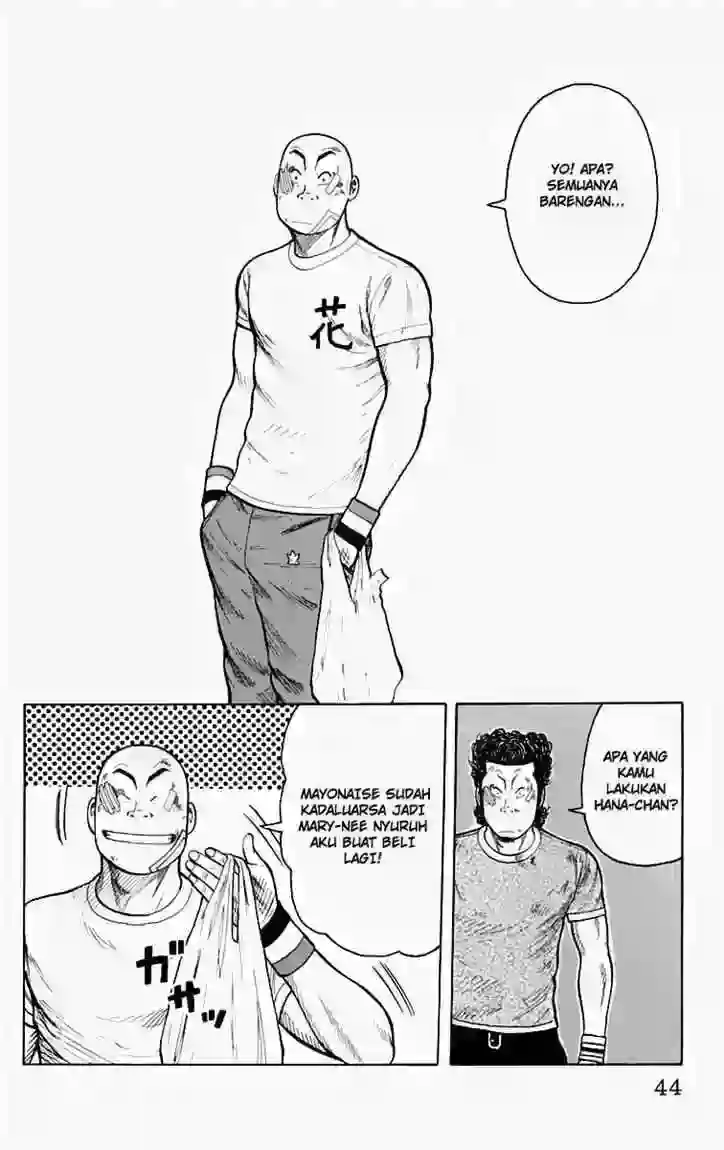 YO! APA?
SEMUANYA
BARENGAN...
花
APA YANG
KAMU
LAKUKAN
HANA-CHAN?
MAYONAISE SUDAH
KADALUARSA JADI
MARY-NEE NYURUH
AKU BUAT BELI
LAGI!
ガサッ
44